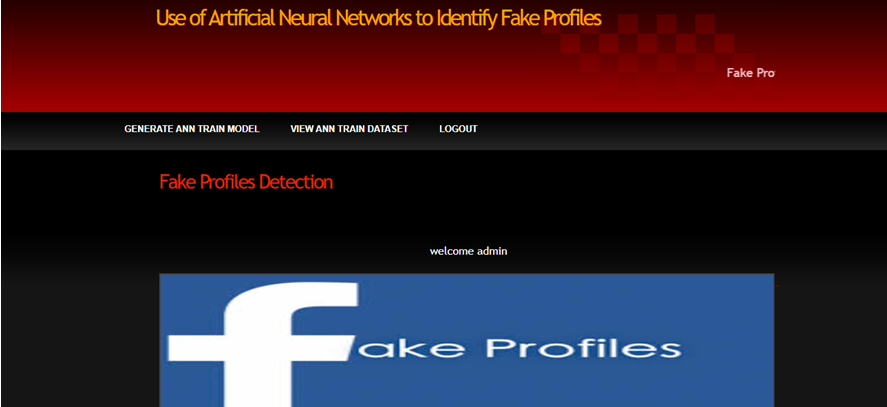 Use of Artificial Neural Networks to Identify Fake Profiles
Fake Pro
GENERATE ANN TRAIN MODEL VIEW ANN TRAIN DATASET LOGOUT
Fake Profiles Detection
welcome admin
fake Profiles